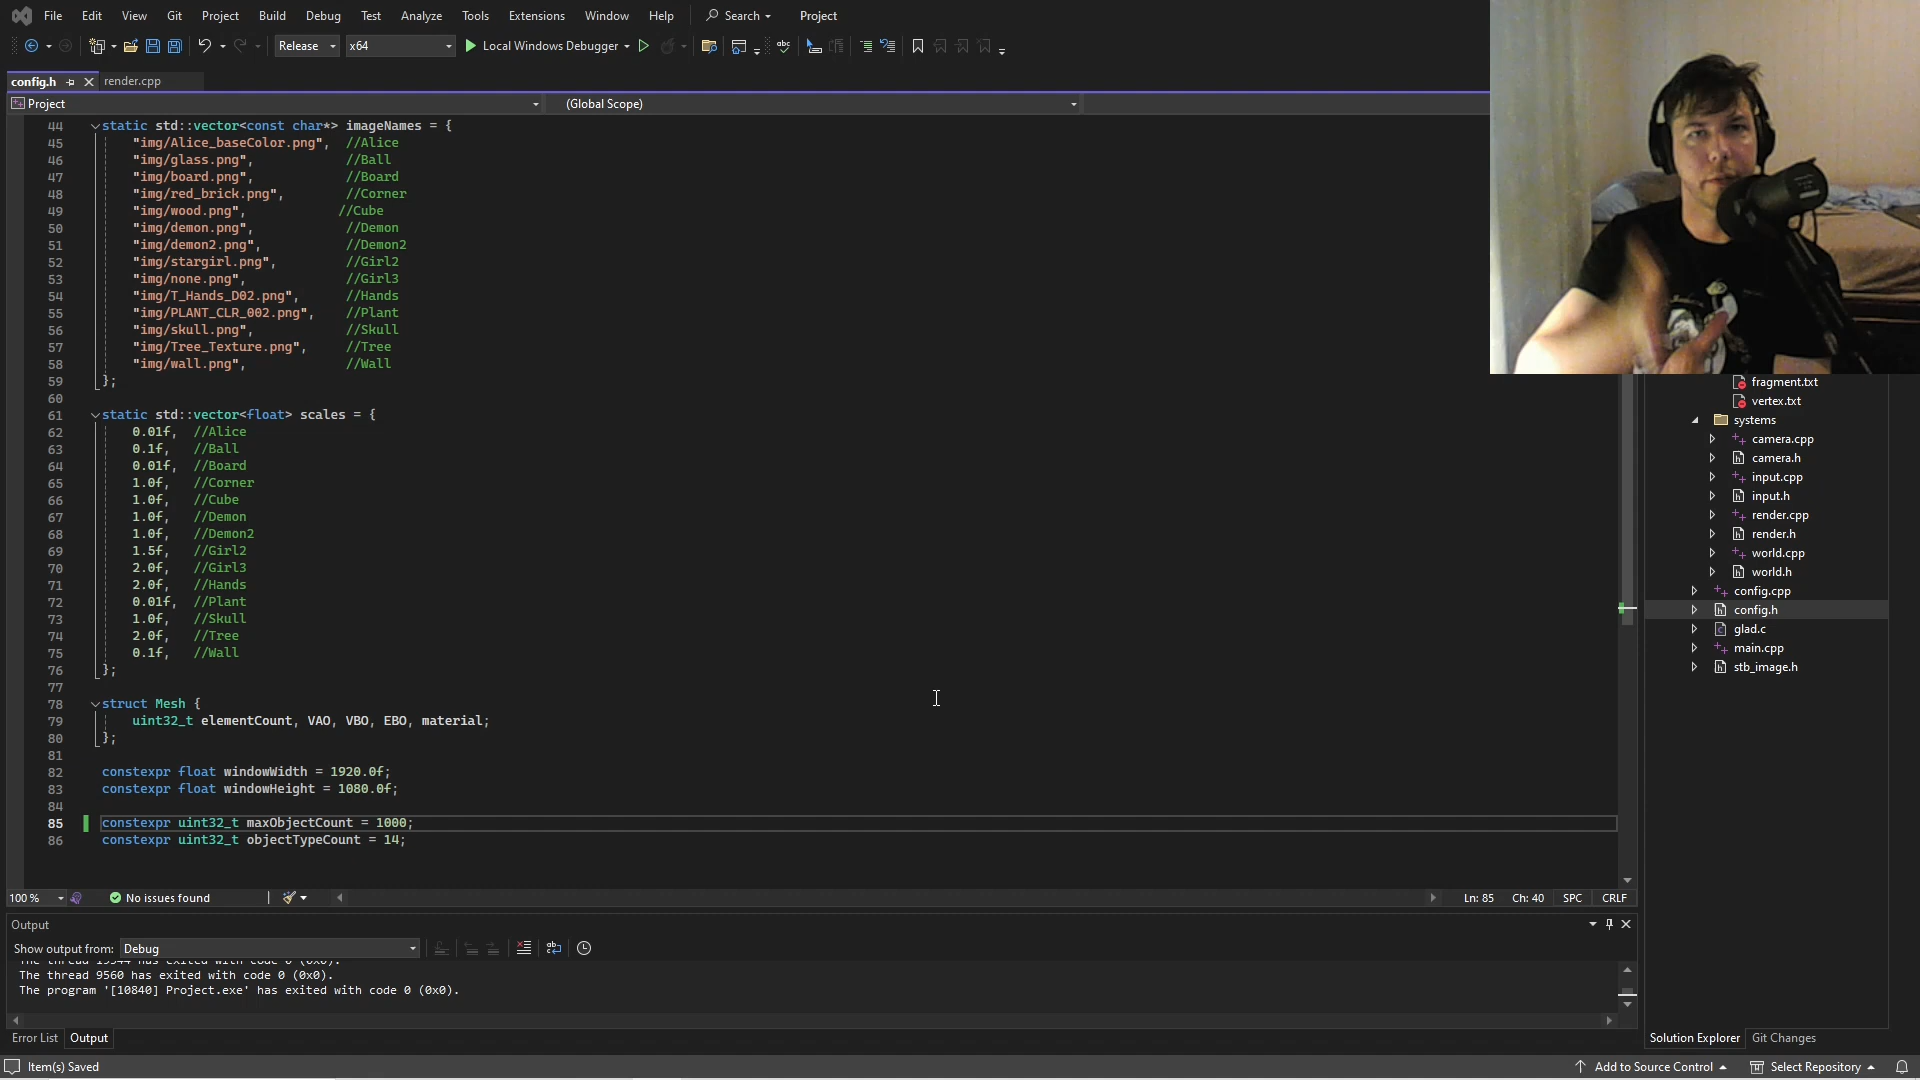 File Edit View Git Project Build Debug Test Analyze Tools Extensions Window Help Search Project
Release x64 Local Windows Debugger
config.h render.cpp
Project (Global Scope)
44 static std::vector<const char*> imageNames = {
45 "img/Alice_baseColor.png", //Alice
46 "img/glass.png", //Ball
47 "img/board.png", //Board
48 "img/red_brick.png", //Corner
49 "img/wood.png", //Cube
50 "img/demon.png", //Demon
51 "img/demon2.png", //Demon2
52 "img/stargirl.png", //Girl2
53 "img/none.png", //Girl3
54 "img/T_Hands_D02.png", //Hands
55 "img/PLANT_CLR_002.png", //Plant
56 "img/skull.png", //Skull
57 "img/Tree_Texture.png", //Tree
58 "img/wall.png", //Wall
59 };
60
61 static std::vector<float> scales = {
62 0.01f, //Alice
63 0.1f, //Ball
64 0.01f, //Board
65 1.0f, //Corner
66 1.0f, //Cube
67 1.0f, //Demon
68 1.0f, //Demon2
69 1.5f, //Girl2
70 2.0f, //Girl3
71 2.0f, //Hands
72 0.01f, //Plant
73 1.0f, //Skull
74 2.0f, //Tree
75 0.1f, //Wall
76 };
77
78 struct Mesh {
79 uint32_t elementCount, VAO, VBO, EBO, material;
80 };
81
82 constexpr float windowWidth = 1920.0f;
83 constexpr float windowHeight = 1080.0f;
84
85 constexpr uint32_t maxObjectCount = 1000;
86 constexpr uint32_t objectTypeCount = 14;
100 % No issues found Ln: 85 Ch: 40 SPC CRLF
Output
Show output from: Debug
The thread 9560 has exited with code 0 (0x0).
The program '[10840] Project.exe' has exited with code 0 (0x0).
Error List Output
Item(s) Saved
fragment.txt
vertex.txt
systems
camera.cpp
camera.h
input.cpp
input.h
render.cpp
render.h
world.cpp
world.h
config.cpp
config.h
glad.c
main.cpp
stb_image.h
Solution Explorer Git Changes
Add to Source Control Select Repository